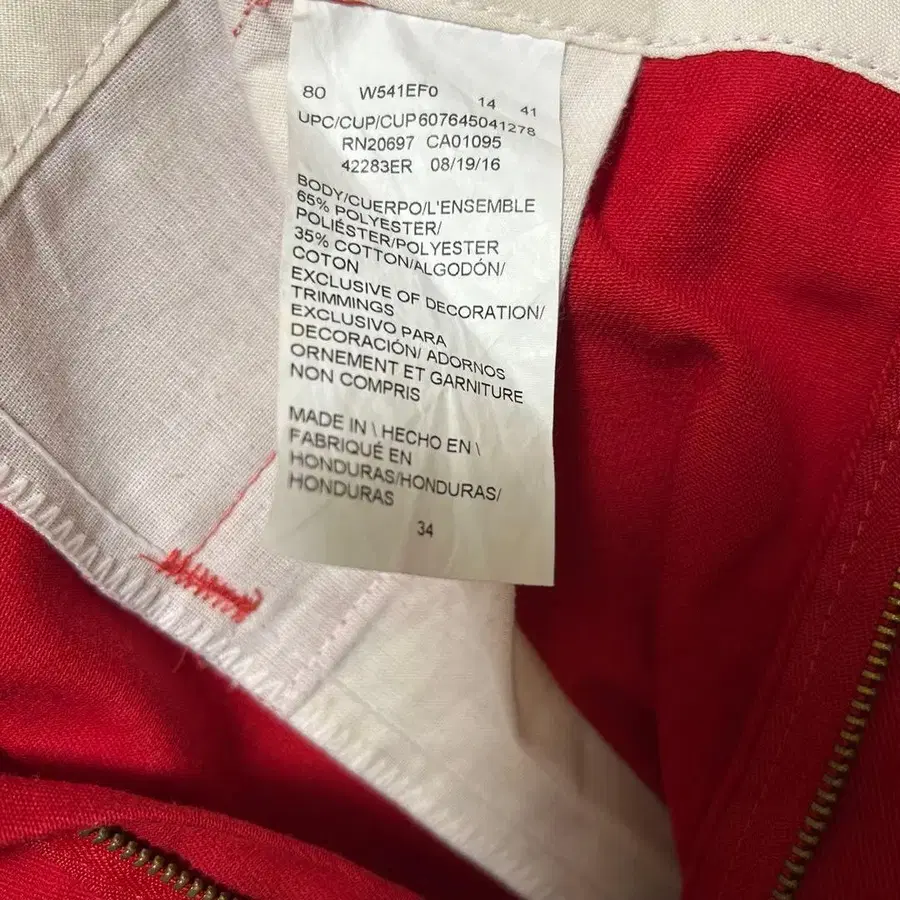 80 W541EF0 14 41
UPC/CUP/CUP607645041278
RN20697 CA01095
42283ER 08/19/16
BODY/CUERPO/L'ENSEMBLE
65% POLYESTER/
POLIÉSTER/POLYESTER
35% COTTON/ALGODÓN/
COTON
EXCLUSIVE OF DECORATION/
TRIMMINGS
EXCLUSIVO PARA
DECORACIÓN/ ADORNOS
ORNEMENT ET GARNITURE
NON COMPRIS
MADE IN \ HECHO EN \
FABRIQUÉ EN
HONDURAS/HONDURAS/
HONDURAS
34